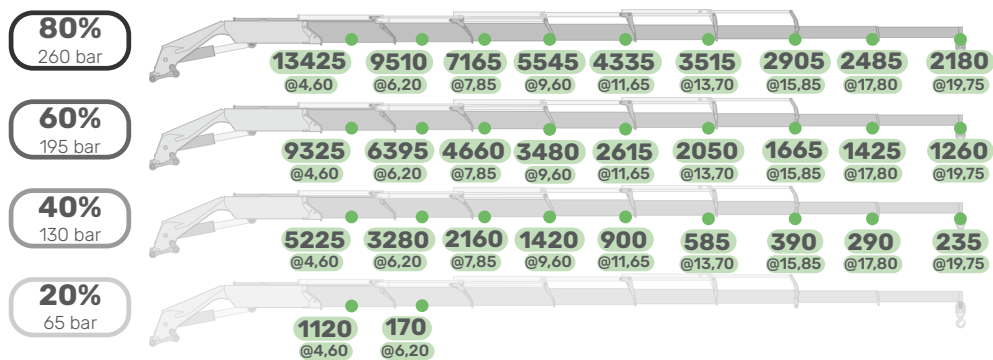 80%
260 bar
13425 9510 7165 5545 4335 3515 2905 2485 2180
@4,60 @6,20 @7,85 @9,60 @11,65 @13,70 @15,85 @17,80 @19,75
60%
195 bar
9325 6395 4660 3480 2615 2050 1665 1425 1260
@4,60 @6,20 @7,85 @9,60 @11,65 @13,70 @15,85 @17,80 @19,75
40%
130 bar
5225 3280 2160 1420 900 585 390 290 235
@4,60 @6,20 @7,85 @9,60 @11,65 @13,70 @15,85 @17,80 @19,75
20%
65 bar
1120 170
@4,60 @6,20